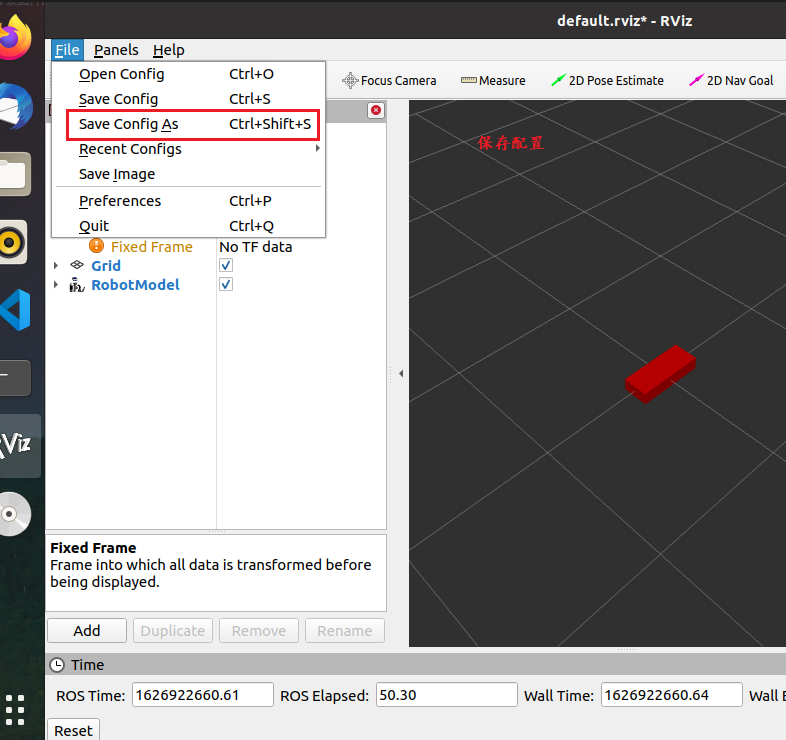 default.rviz* - RViz
File Panels Help
Open Config Ctrl+O
Save Config Ctrl+S
Save Config As Ctrl+Shift+S
Recent Configs
Save Image
Preferences Ctrl+P
Quit Ctrl+Q
Focus Camera Measure 2D Pose Estimate 2D Nav Goal
保存配置
Fixed Frame No TF data
Grid
RobotModel
Fixed Frame
Frame into which all data is transformed before
being displayed.
Add Duplicate Remove Rename
Time
ROS Time: 1626922660.61 ROS Elapsed: 50.30 Wall Time: 1626922660.64 Wall
Reset
RViz